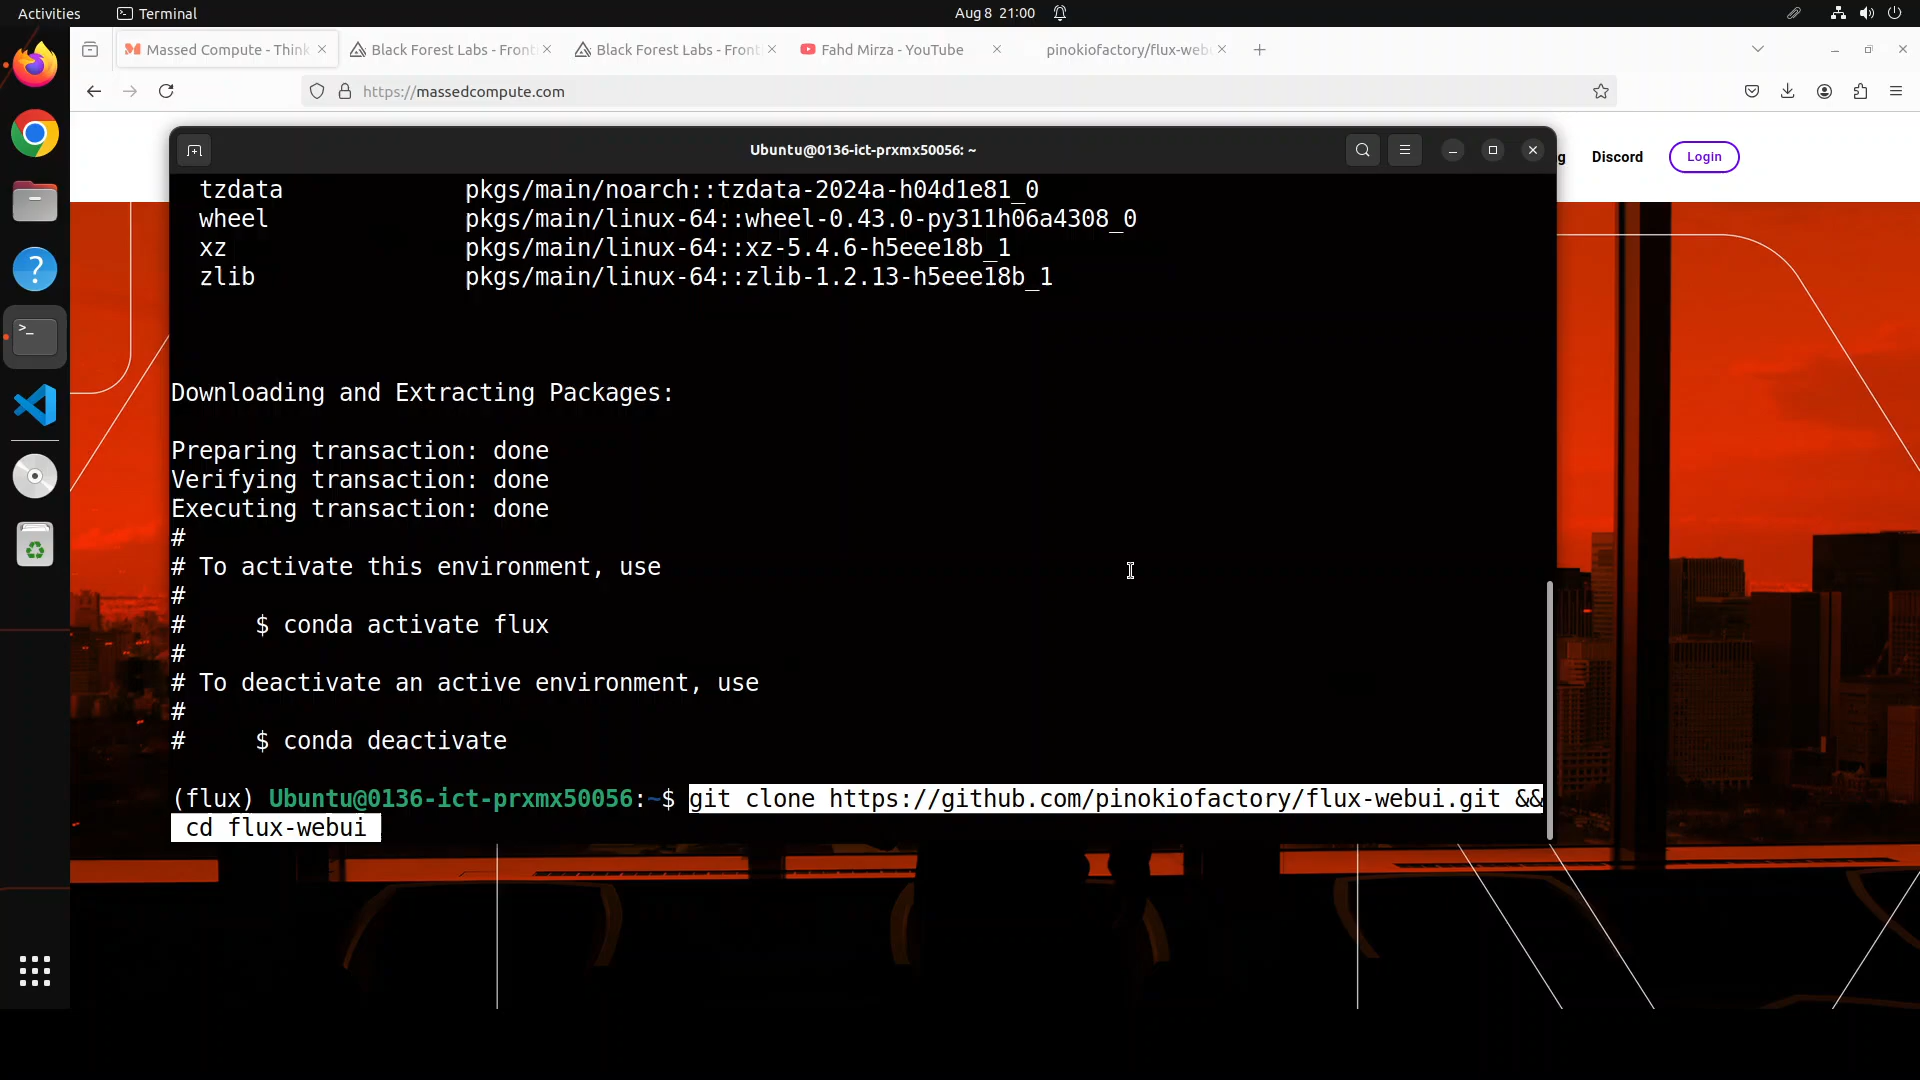 Activities
Terminal
Aug 8 21:00
Massed Compute - Think
Black Forest Labs - Front
Black Forest Labs - Front
Fahd Mirza - YouTube
pinokiofactory/flux-web
https://massedcompute.com
Ubuntu@0136-ict-prxmx50056: ~
g
Discord
Login
tzdata pkgs/main/noarch::tzdata-2024a-h04d1e81_0
wheel pkgs/main/linux-64::wheel-0.43.0-py311h06a4308_0
xz pkgs/main/linux-64::xz-5.4.6-h5eee18b_1
zlib pkgs/main/linux-64::zlib-1.2.13-h5eee18b_1
Downloading and Extracting Packages:
Preparing transaction: done
Verifying transaction: done
Executing transaction: done
#
# To activate this environment, use
#
# $ conda activate flux
#
# To deactivate an active environment, use
#
# $ conda deactivate
(flux) Ubuntu@0136-ict-prxmx50056:~$ git clone https://github.com/pinokiofactory/flux-webui.git &&
cd flux-webui